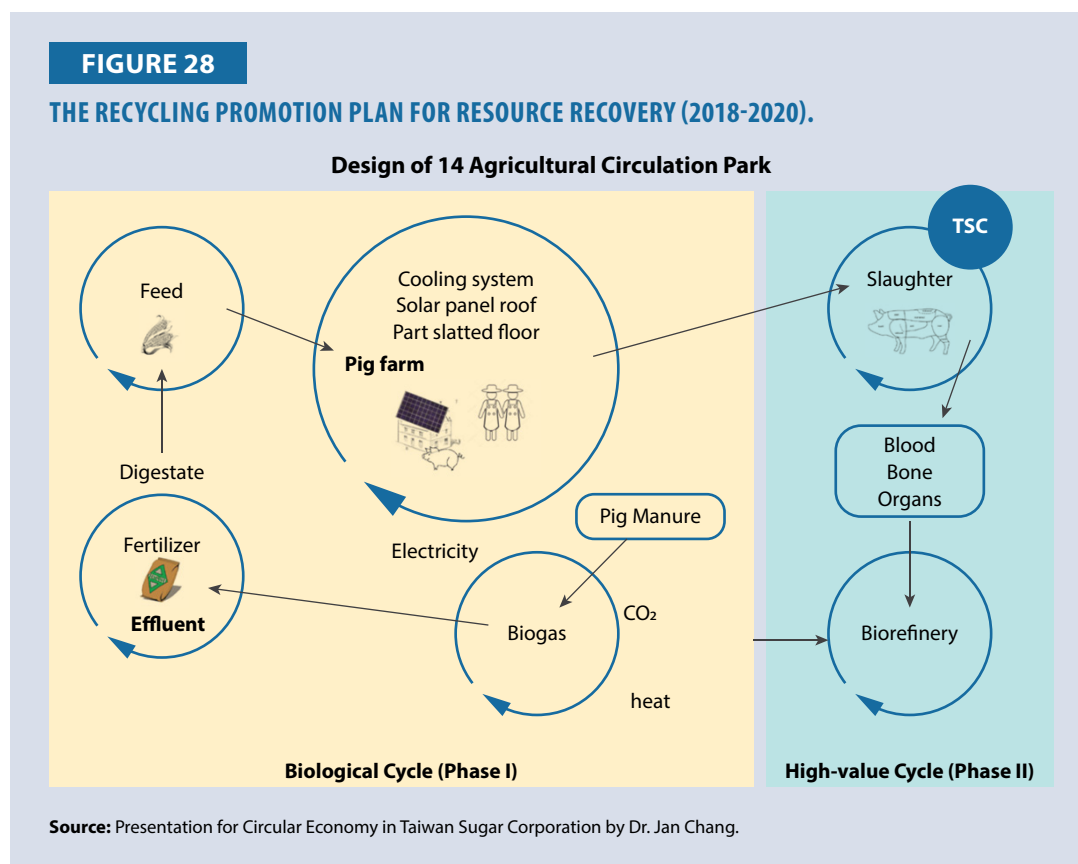 FIGURE 28
THE RECYCLING PROMOTION PLAN FOR RESOURCE RECOVERY (2018-2020).
Design of 14 Agricultural Circulation Park
Feed
Cooling system
Solar panel roof
Part slatted floor
Pig farm
TSC
Slaughter
Digestate
Blood
Bone
Organs
Pig Manure
Electricity
Fertilizer
Effluent
Biogas
CO₂
heat
Biorefinery
Biological Cycle (Phase I)
High-value Cycle (Phase II)
Source: Presentation for Circular Economy in Taiwan Sugar Corporation by Dr. Jan Chang.